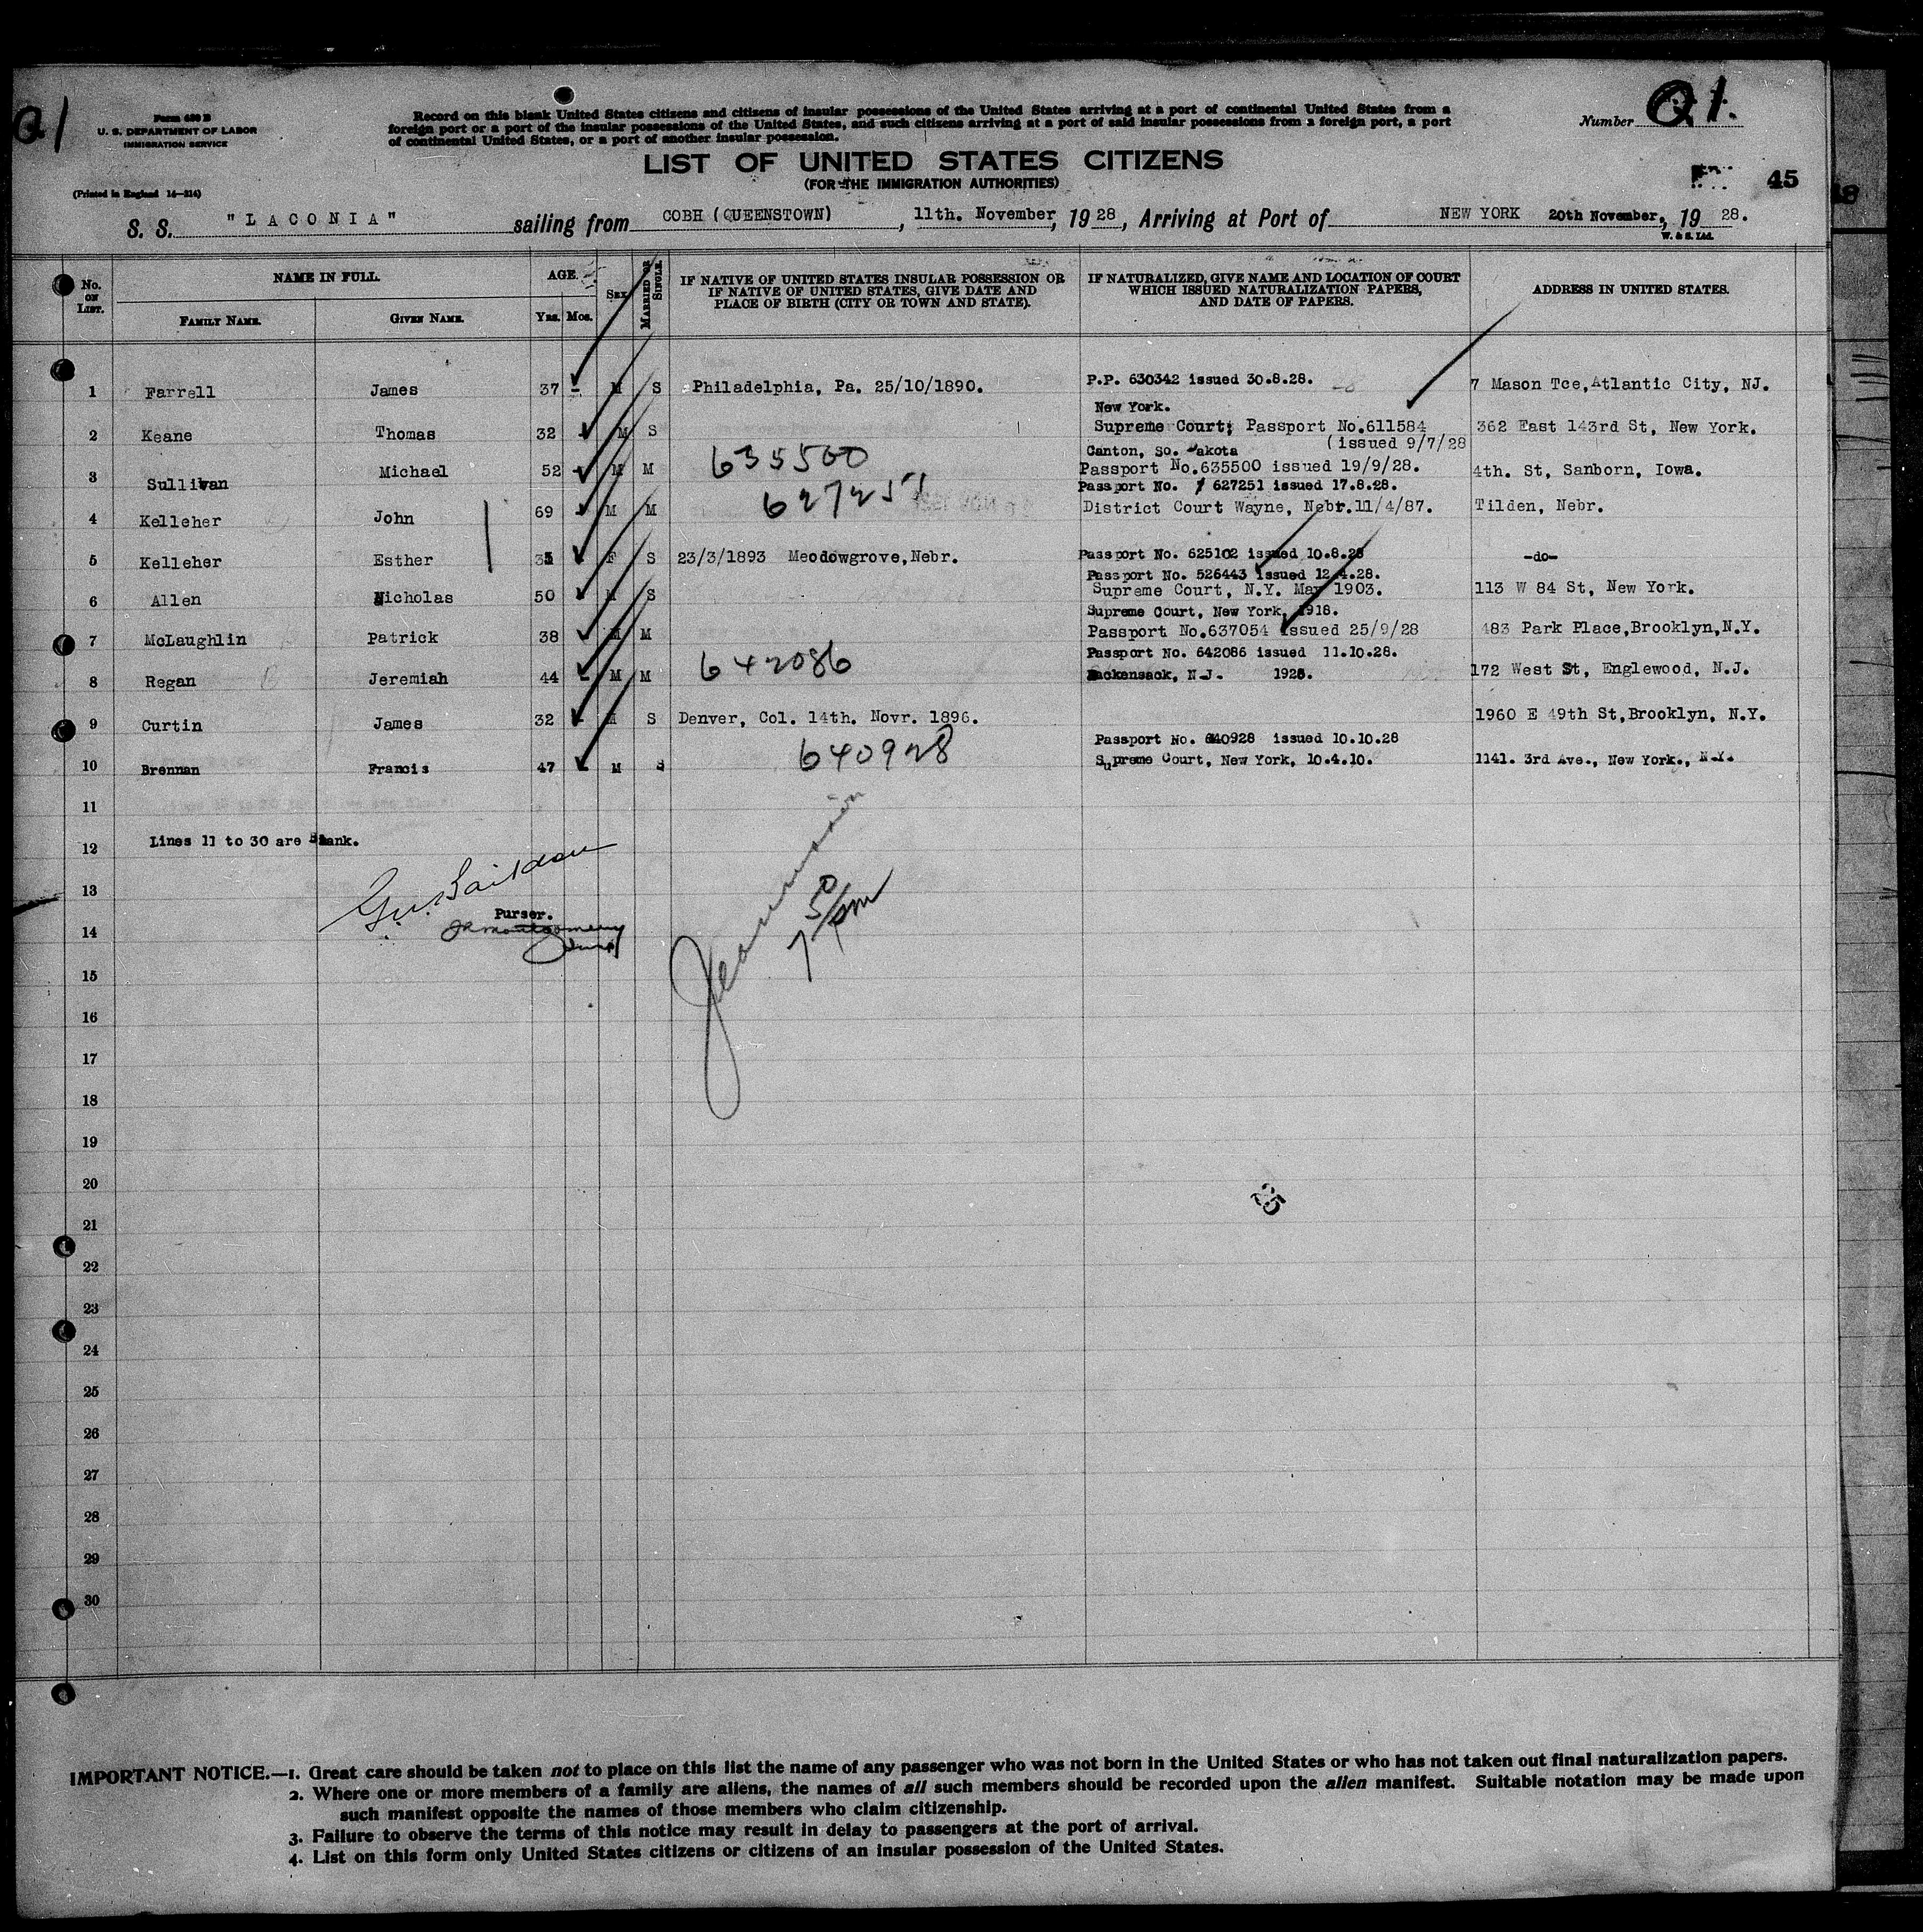 Q1
Form 630 B
U. S. DEPARTMENT OF LABOR
IMMIGRATION SERVICE
(Printed in England 14—214)
Record on this blank United States citizens and citizens of insular possessions of the United States arriving at a port of continental United States from a
foreign port or a port of the insular possessions of the United States, and such citizens arriving at a port of said insular possessions from a foreign port, a port
of continental United States, or a port of another insular possession.
LIST OF UNITED STATES CITIZENS
(FOR THE IMMIGRATION AUTHORITIES)
Number Q1.
45
S. S. "LACONIA" sailing from COBH (QUEENSTOWN), 11th. November, 1928, Arriving at Port of NEW YORK 20th November, 1928.
W. & S. Ltd.
No. ON LIST. NAME IN FULL. AGE. SEX MARRIED OR SINGLE. IF NATIVE OF UNITED STATES INSULAR POSSESSION OR IF NATIVE OF UNITED STATES, GIVE DATE AND PLACE OF BIRTH (CITY OR TOWN AND STATE). IF NATURALIZED, GIVE NAME AND LOCATION OF COURT WHICH ISSUED NATURALIZATION PAPERS, AND DATE OF PAPERS. ADDRESS IN UNITED STATES.
FAMILY NAME. GIVEN NAME. YRS. MOS.
P.P. 630342 issued 30.8.28.
1 Farrell James 37 - M S Philadelphia, Pa. 25/10/1890. 7 Mason Tce, Atlantic City, NJ.
New York.
2 Keane Thomas 32 - M S Supreme Court; Passport No.611584 362 East 143rd St, New York.
(issued 9/7/28
Canton, So. Dakota
3 Sullivan Michael 52 - M M 635500 Passport No.635500 issued 19/9/28. 4th. St, Sanborn, Iowa.
Passport No. 627251 issued 17.8.28.
4 Kelleher John 69 - M M 627251 District Court Wayne, Nebr.11/4/87. Tilden, Nebr.
5 Kelleher Esther 35 F S 23/3/1893 Meodowgrove, Nebr. Passport No. 625102 issued 10.8.28 -do-
Passport No. 526443 issued 12.4.28.
6 Allen Nicholas 50 M S Supreme Court, N.Y. May 1903. 113 W 84 St, New York.
Supreme Court, New York, 1918.
7 McLaughlin Patrick 38 M M Passport No.637054 issued 25/9/28 483 Park Place, Brooklyn, N.Y.
Passport No. 642086 issued 11.10.28.
8 Regan Jeremiah 44 - M M 642086 Hackensack, N.J. 1926. 172 West St, Englewood, N.J.
9 Curtin James 32 - M S Denver, Col. 14th. Novr. 1896. 1960 E 49th St, Brooklyn, N.Y.
Passport No. 640928 issued 10.10.28
10 Brennan Francis 47 - M S 640928 Supreme Court, New York, 10.4.10. 1141. 3rd Ave., New York., N.Y.
11
12 Lines 11 to 30 are Blank.
13
Purser.
JR Montgomery
14
7 50/pm
15
16
17
18
19
20
25
21
22
23
24
25
26
27
28
29
30
IMPORTANT NOTICE.—1. Great care should be taken not to place on this list the name of any passenger who was not born in the United States or who has not taken out final naturalization papers.
2. Where one or more members of a family are aliens, the names of all such members should be recorded upon the alien manifest. Suitable notation may be made upon
such manifest opposite the names of those members who claim citizenship.
3. Failure to observe the terms of this notice may result in delay to passengers at the port of arrival.
4. List on this form only United States citizens or citizens of an insular possession of the United States.